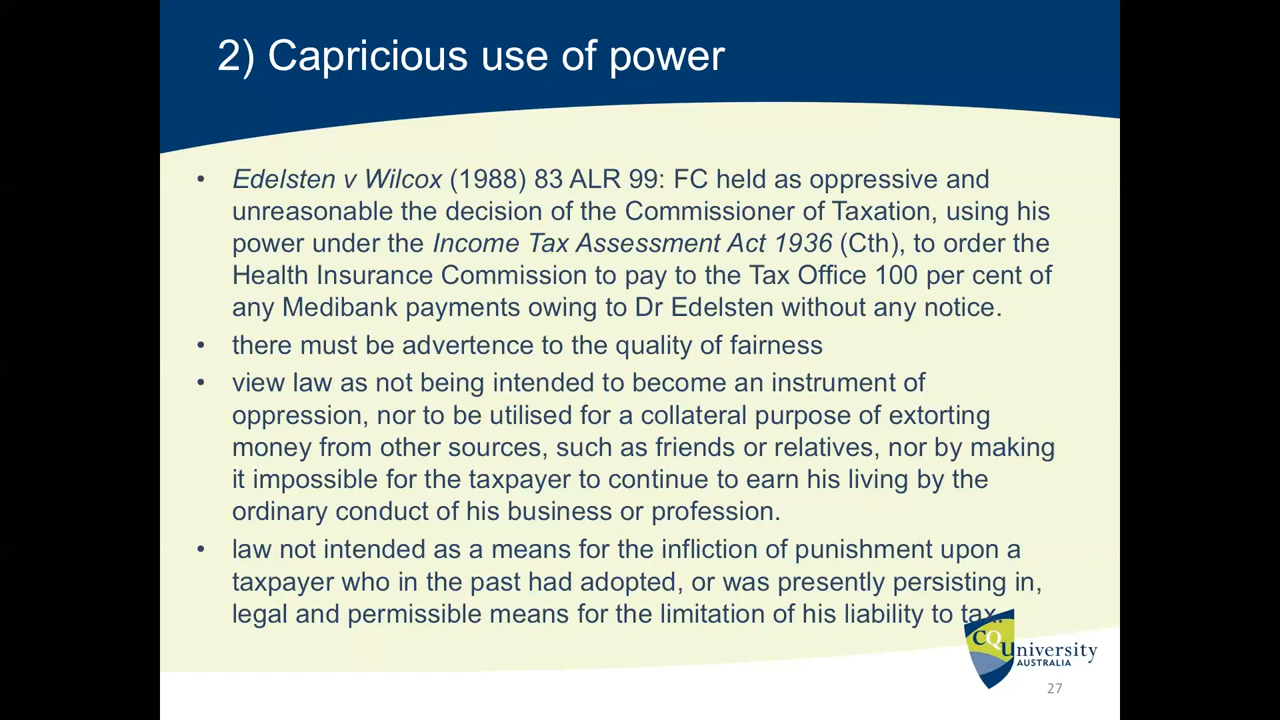 2) Capricious use of power
• Edelsten v Wilcox (1988) 83 ALR 99: FC held as oppressive and
unreasonable the decision of the Commissioner of Taxation, using his
power under the Income Tax Assessment Act 1936 (Cth), to order the
Health Insurance Commission to pay to the Tax Office 100 per cent of
any Medibank payments owing to Dr Edelsten without any notice.
• there must be advertence to the quality of fairness
• view law as not being intended to become an instrument of
oppression, nor to be utilised for a collateral purpose of extorting
money from other sources, such as friends or relatives, nor by making
it impossible for the taxpayer to continue to earn his living by the
ordinary conduct of his business or profession.
• law not intended as a means for the infliction of punishment upon a
taxpayer who in the past had adopted, or was presently persisting in,
legal and permissible means for the limitation of his liability to tax.
CQUniversity
AUSTRALIA
27